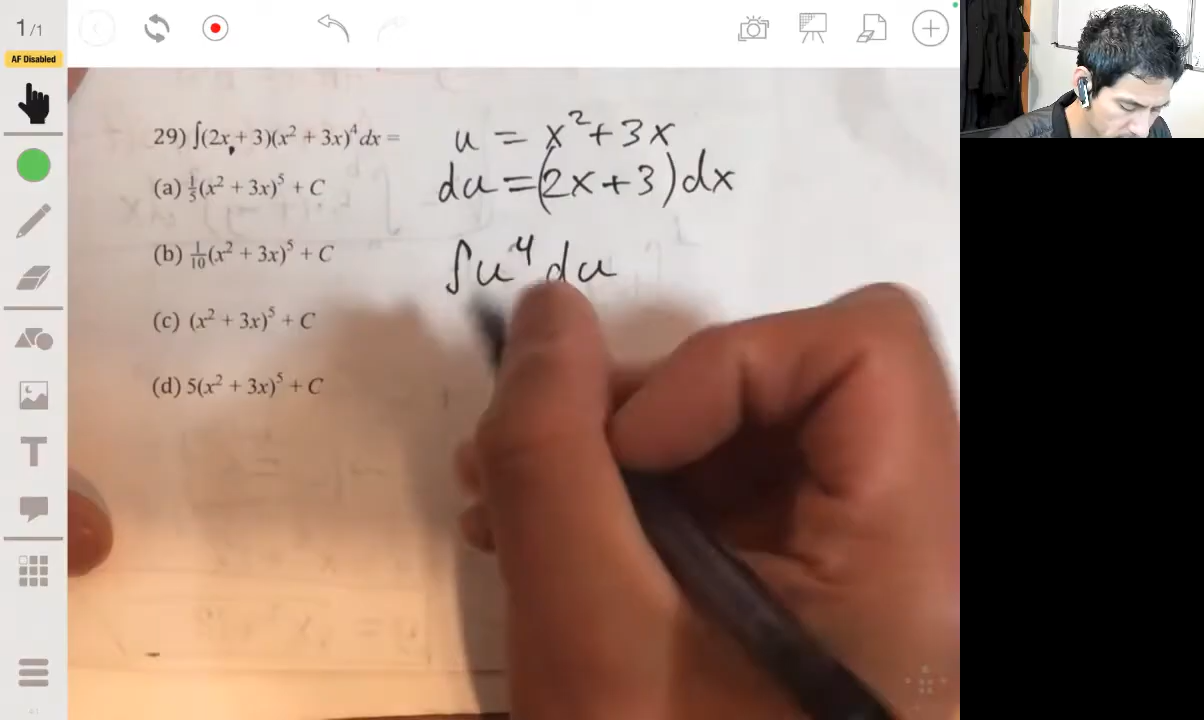 1/1
AF Disabled
29) ∫(2x + 3)(x² + 3x)⁴ dx =
(a) 1/5(x² + 3x)⁵ + C
(b) 1/10(x² + 3x)⁵ + C
(c) (x² + 3x)⁵ + C
(d) 5(x² + 3x)⁵ + C
u = x² + 3x
du = (2x + 3) dx
∫u⁴ du
T